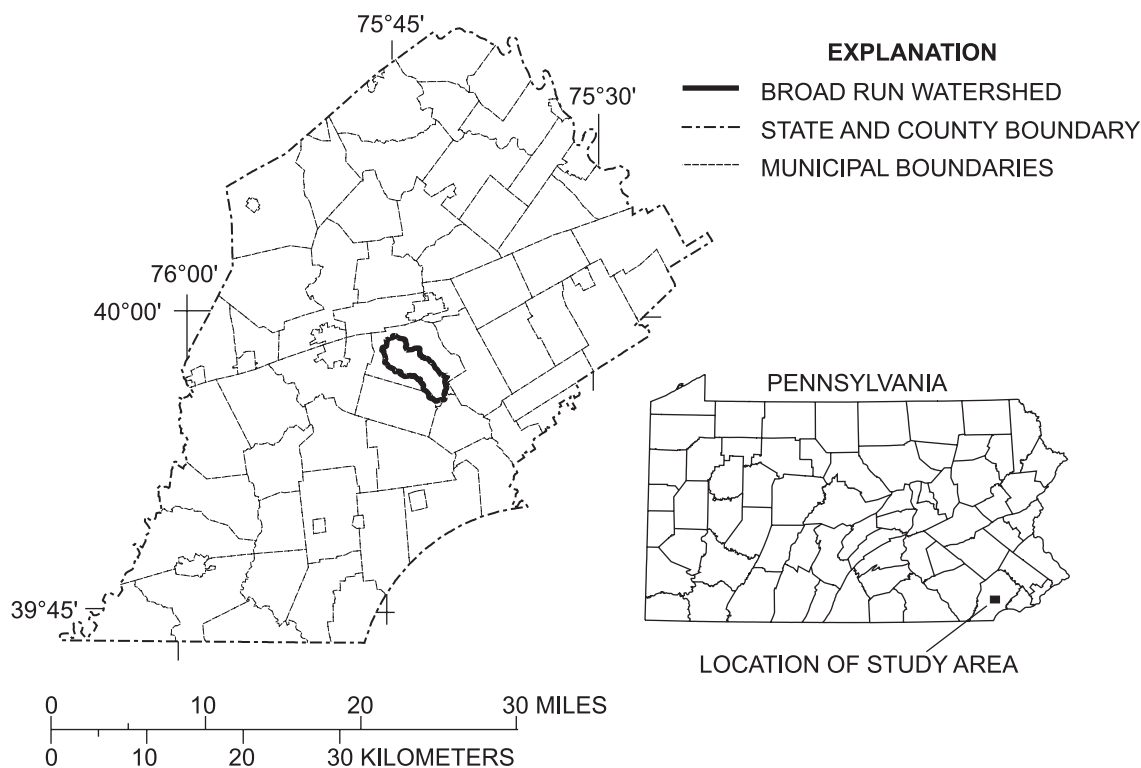 75°45'
75°30'
76°00'
40°00'
39°45'
EXPLANATION
BROAD RUN WATERSHED
STATE AND COUNTY BOUNDARY
MUNICIPAL BOUNDARIES
PENNSYLVANIA
LOCATION OF STUDY AREA
0 10 20 30 MILES
0 10 20 30 KILOMETERS